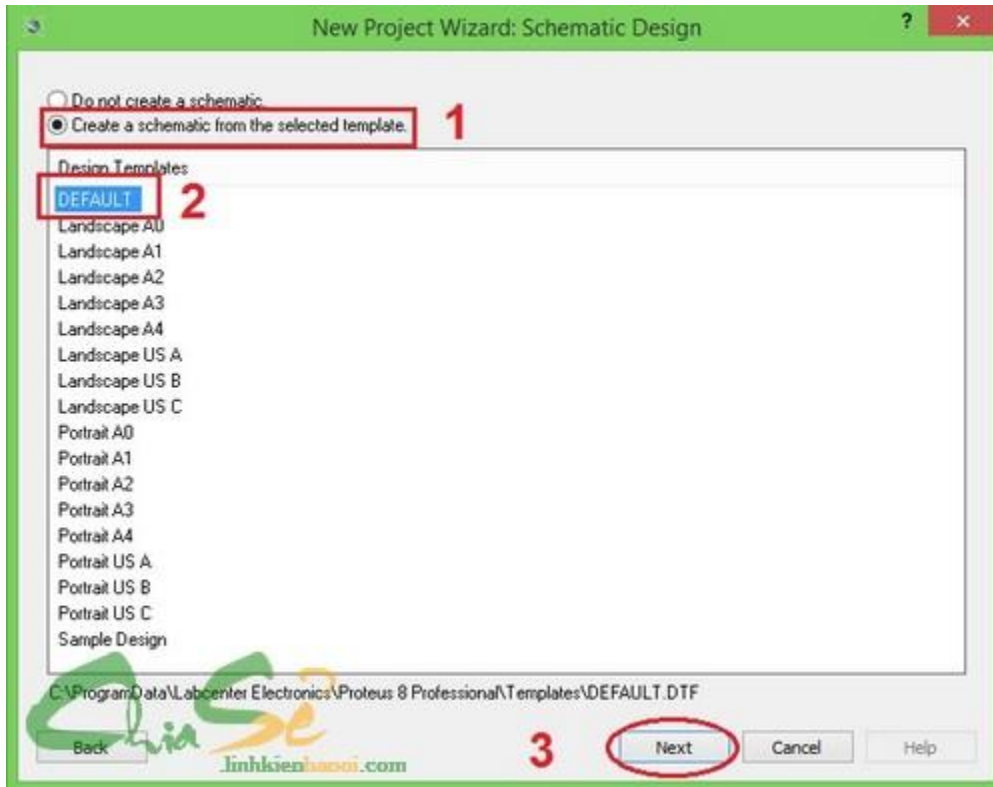 New Project Wizard: Schematic Design
?
×
Do not create a schematic.
Create a schematic from the selected template.
1
Design Templates
DEFAULT
2
Landscape A0
Landscape A1
Landscape A2
Landscape A3
Landscape A4
Landscape US A
Landscape US B
Landscape US C
Portrait A0
Portrait A1
Portrait A2
Portrait A3
Portrait A4
Portrait US A
Portrait US B
Portrait US C
Sample Design
C:\ProgramData\Labcenter Electronics\Proteus 8 Professional\Templates\DEFAULT.DTF
Chia Sẻ
linhkienhanoi.com
Back
3
Next
Cancel
Help